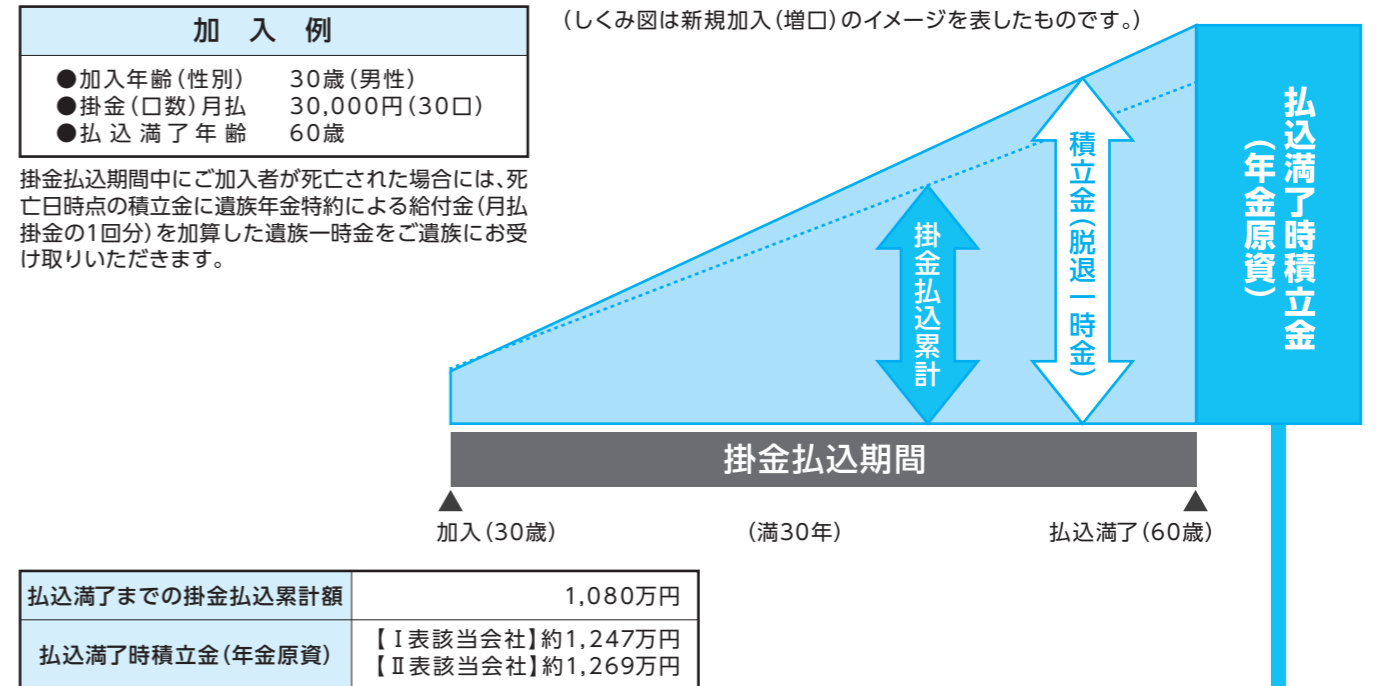 加入例
●加入年齢(性別) 30歳(男性)
●掛金(口数)月払 30,000円(30口)
●払込満了年齢 60歳
掛金払込期間中にご加入者が死亡された場合には、死
亡日時点の積立金に遺族年金特約による給付金(月払
掛金の1回分)を加算した遺族一時金をご遺族にお受
け取りいただきます。
(しくみ図は新規加入(増口)のイメージを表したものです。)
掛金払込累計
積立金(脱退一時金)
払込満了時積立金
(年金原資)
掛金払込期間
▲
▲
加入(30歳)
(満30年)
払込満了(60歳)
払込満了までの掛金払込累計額 1,080万円
払込満了時積立金(年金原資)
【Ⅰ表該当会社】約1,247万円
【Ⅱ表該当会社】約1,269万円